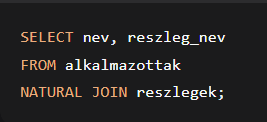 SELECT nev, reszleg_nev
FROM alkalmazottak
NATURAL JOIN reszlegek;